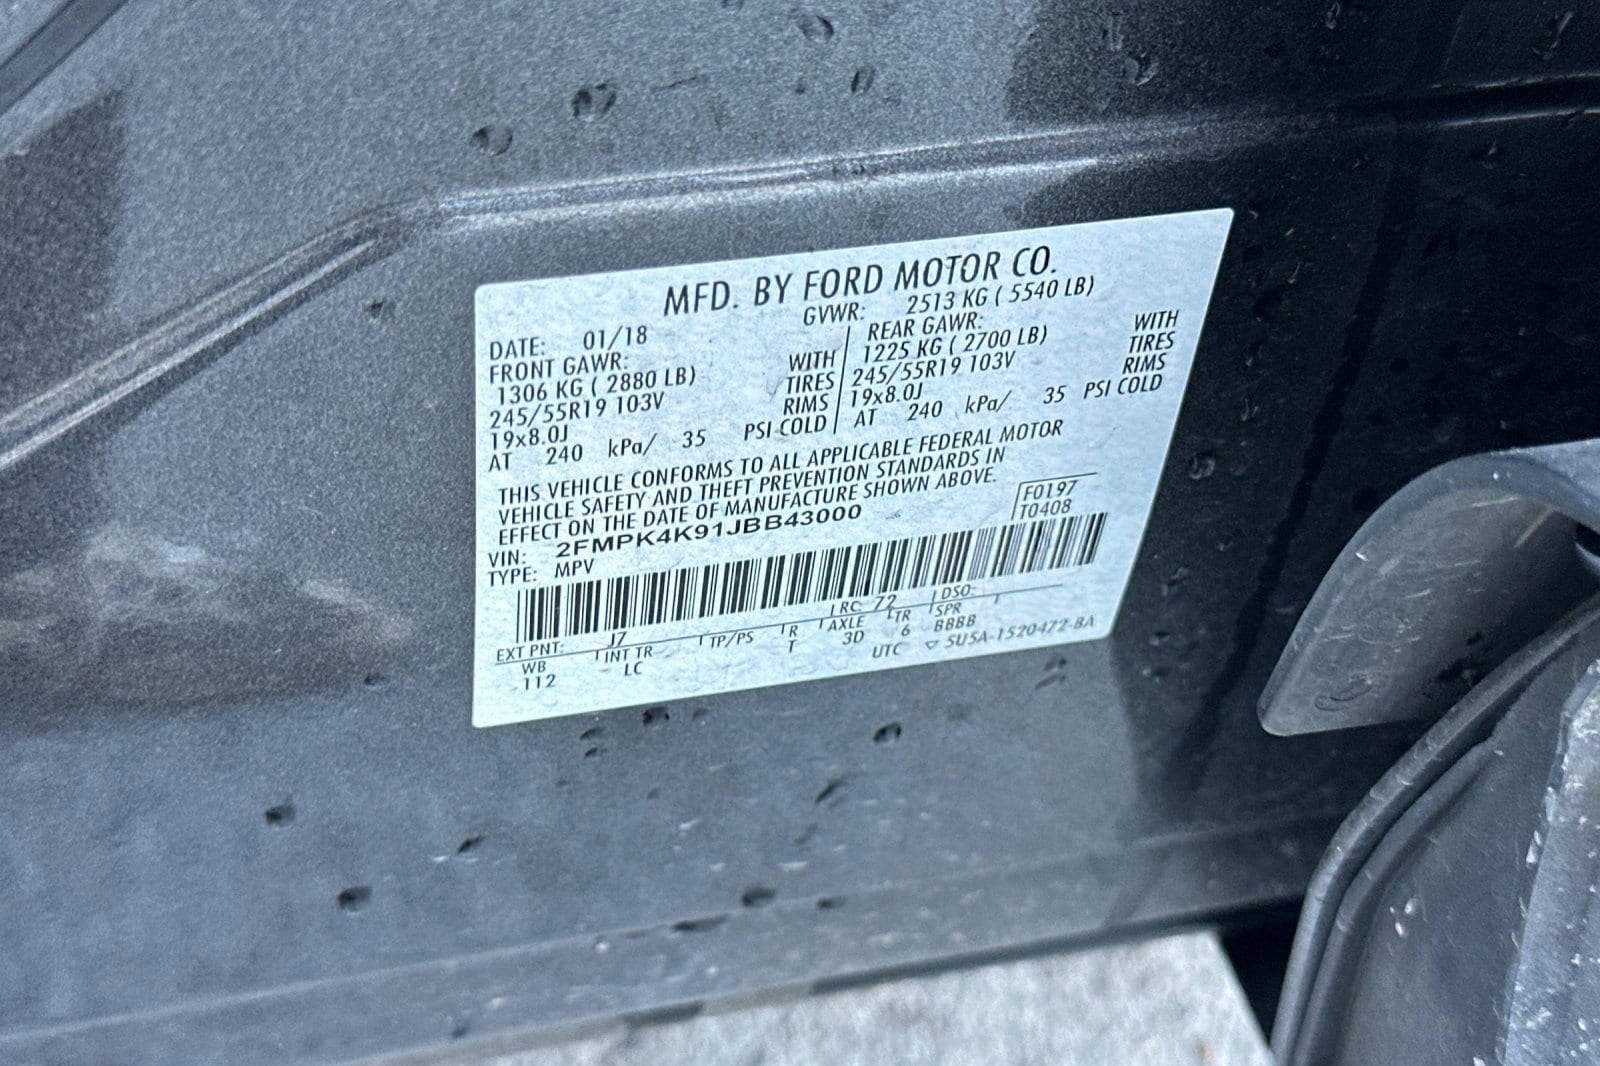 MFD. BY FORD MOTOR CO.
DATE: 01/18 GVWR: 2513 KG ( 5540 LB)
FRONT GAWR: WITH REAR GAWR: WITH
1306 KG ( 2880 LB) TIRES 1225 KG ( 2700 LB) TIRES
245/55R19 103V RIMS 245/55R19 103V RIMS
19x8.0J PSI COLD 19x8.0J PSI COLD
AT 240 kPa/ 35 AT 240 kPa/ 35
THIS VEHICLE CONFORMS TO ALL APPLICABLE FEDERAL MOTOR
VEHICLE SAFETY AND THEFT PREVENTION STANDARDS IN
EFFECT ON THE DATE OF MANUFACTURE SHOWN ABOVE.
VIN: 2FMPK4K91JBB43000 F0197
TYPE: MPV T0408
EXT PNT: J7 RC: 72 DSO:
WB INT TR TP/PS R AXLE TR SPR
112 LC T 3D 6 BBBB
UTC ▽ 5U5A-1520472-BA